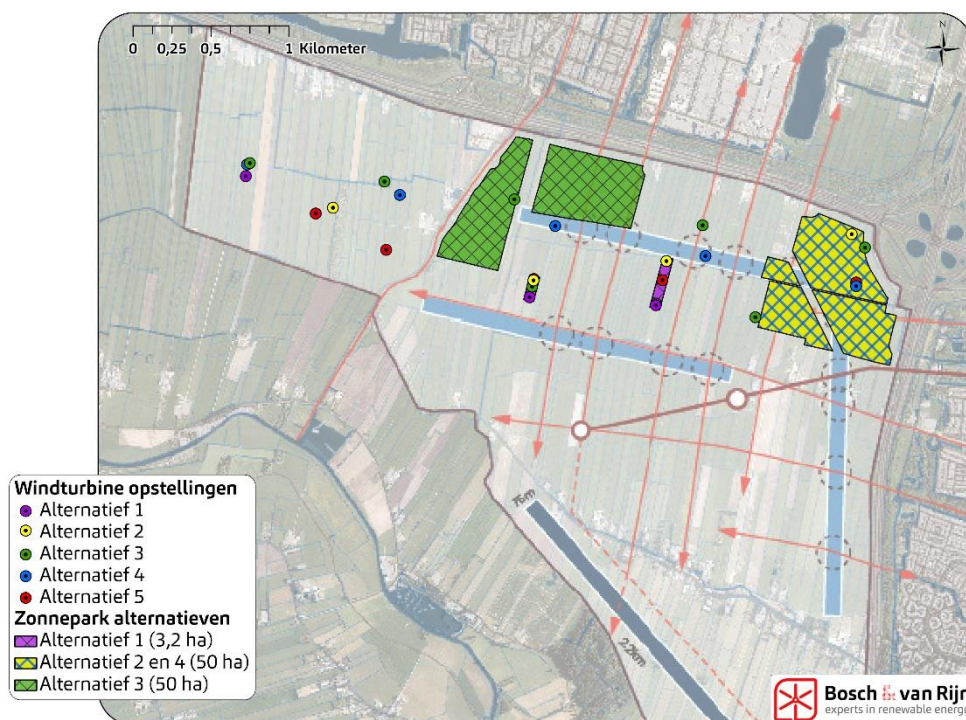 N
0 0,25 0,5 1 Kilometer
75m
2.2km
Windturbine opstellingen
Alternatief 1
Alternatief 2
Alternatief 3
Alternatief 4
Alternatief 5
Zonnepark alternatieven
Alternatief 1 (3,2 ha)
Alternatief 2 en 4 (50 ha)
Alternatief 3 (50 ha)
Bosch & van Rijn
experts in renewable energy